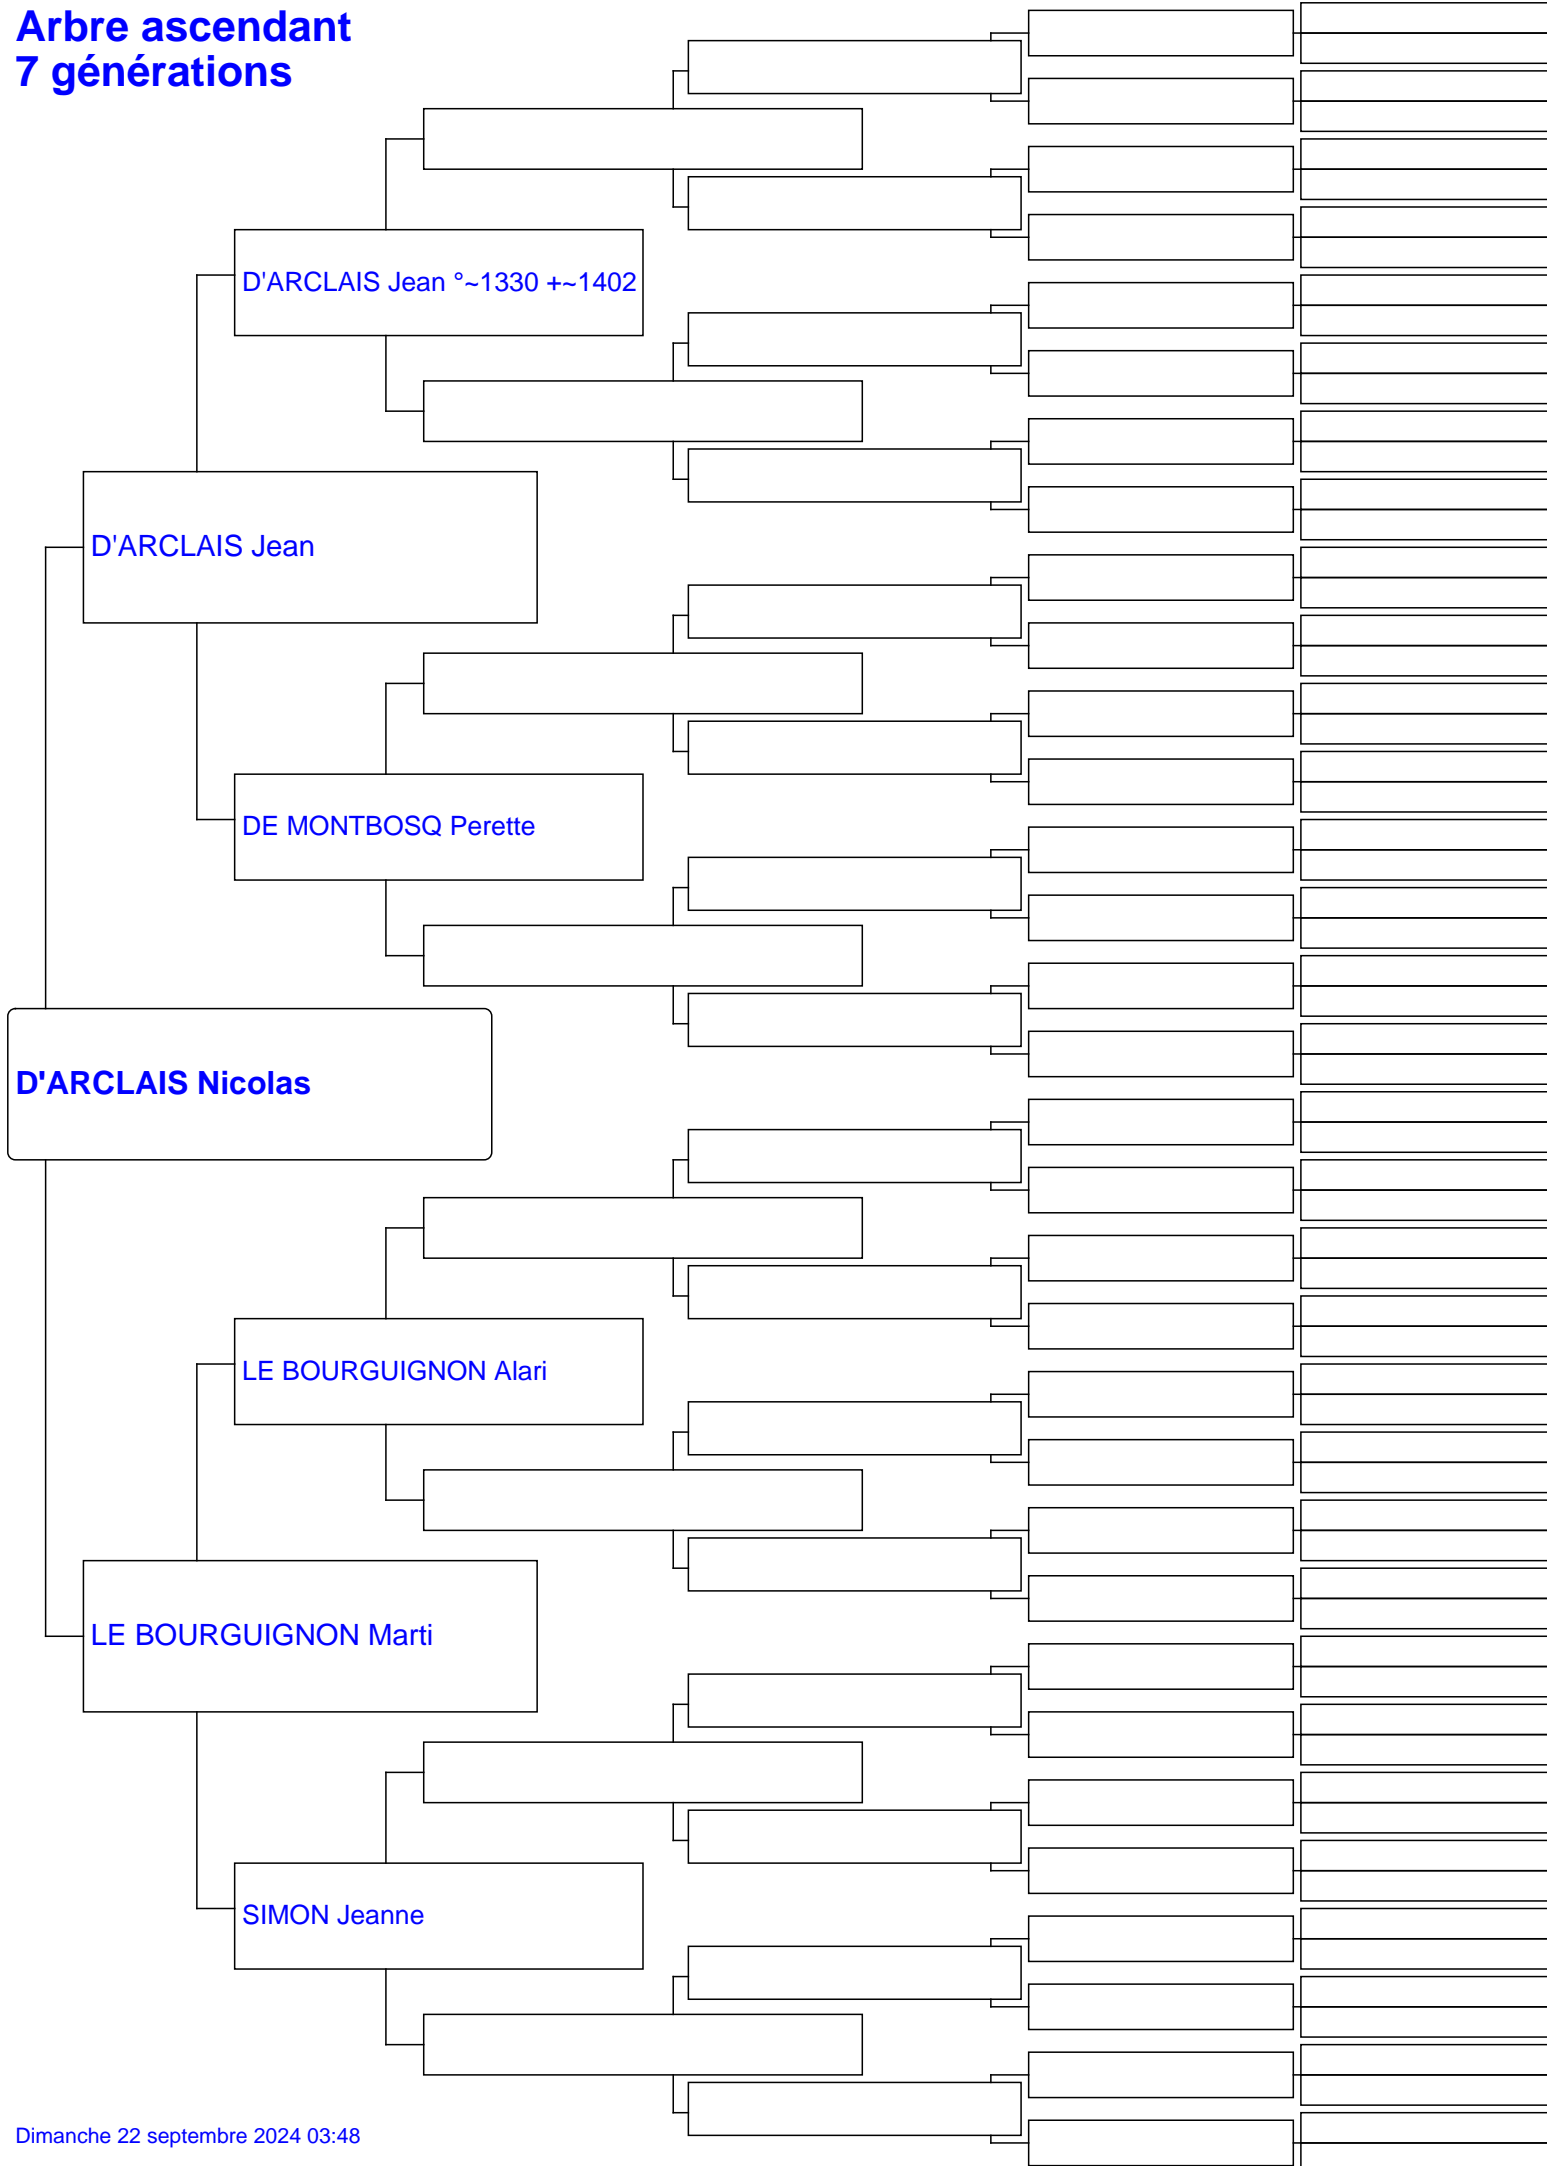 Arbre ascendant
7 générations
D'ARCLAIS Jean °~1330 +~1402
D'ARCLAIS Jean
DE MONTBOSQ Perette
D'ARCLAIS Nicolas
LE BOURGUIGNON Alari
LE BOURGUIGNON Marti
SIMON Jeanne
Dimanche 22 septembre 2024 03:48